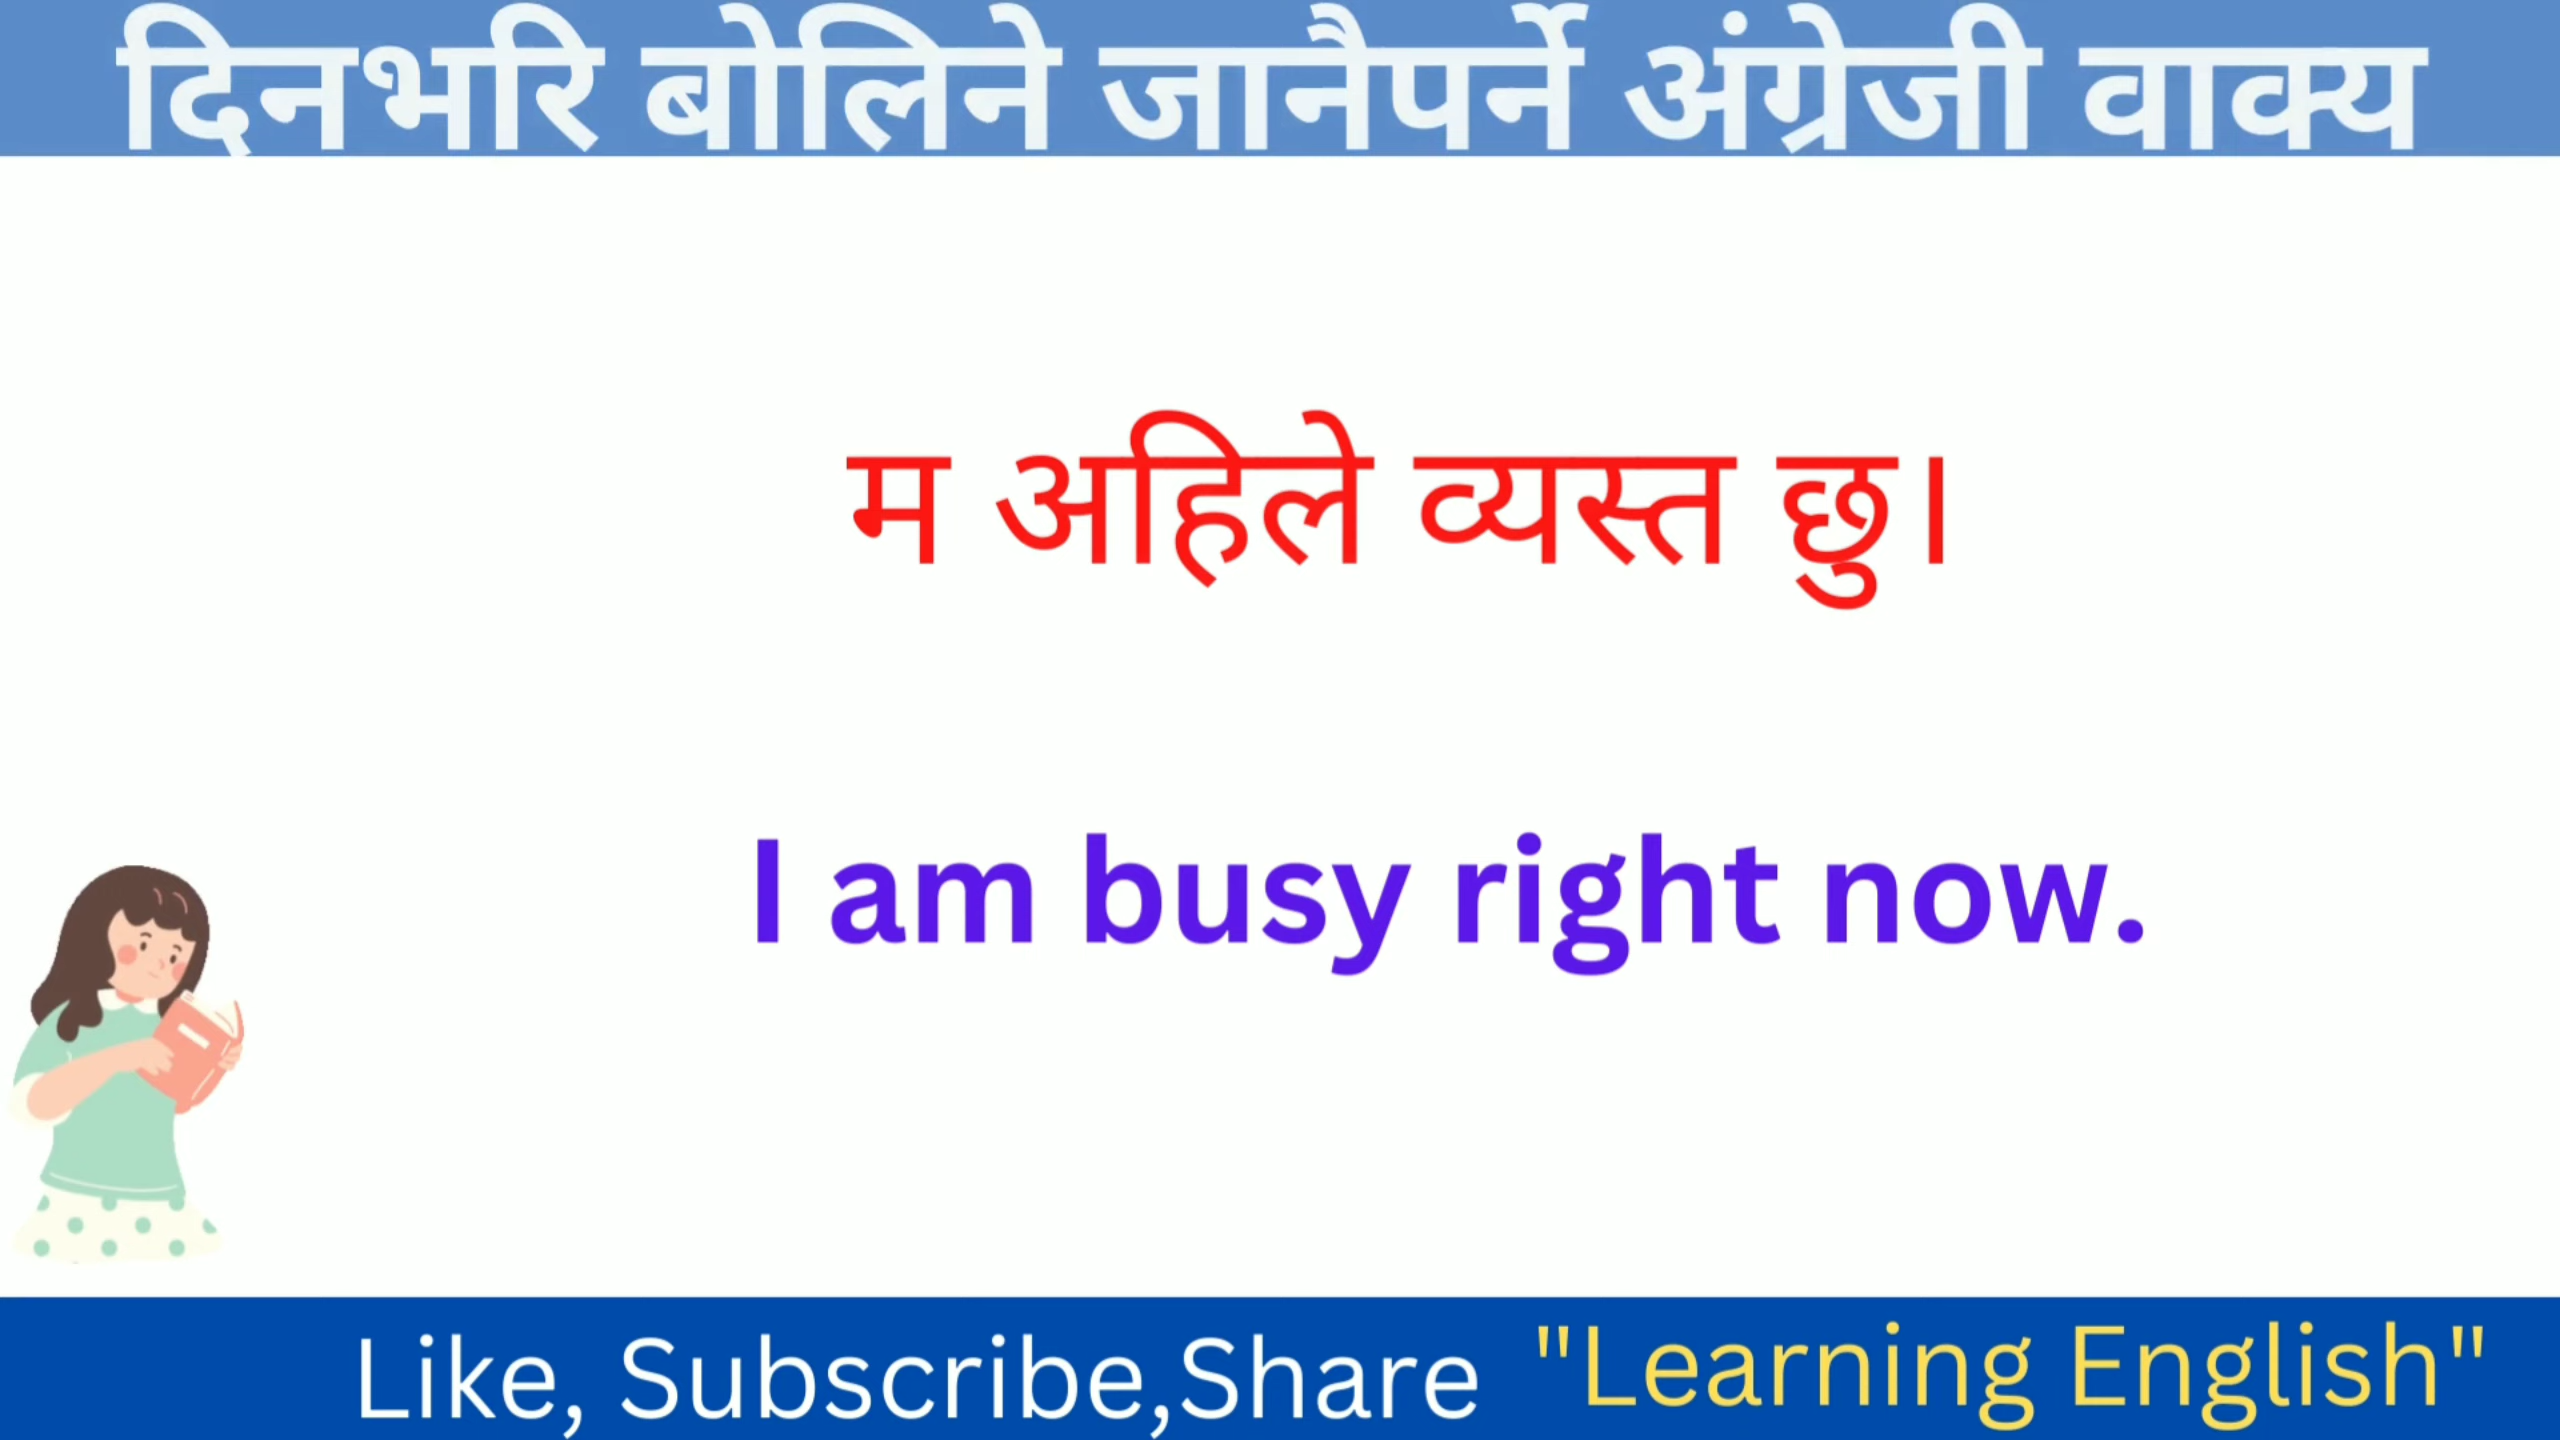 दिनभरि बोलिने जानैपर्ने अंग्रेजी वाक्य
म अहिले व्यस्त छु।
I am busy right now.
Like, Subscribe,Share "Learning English"